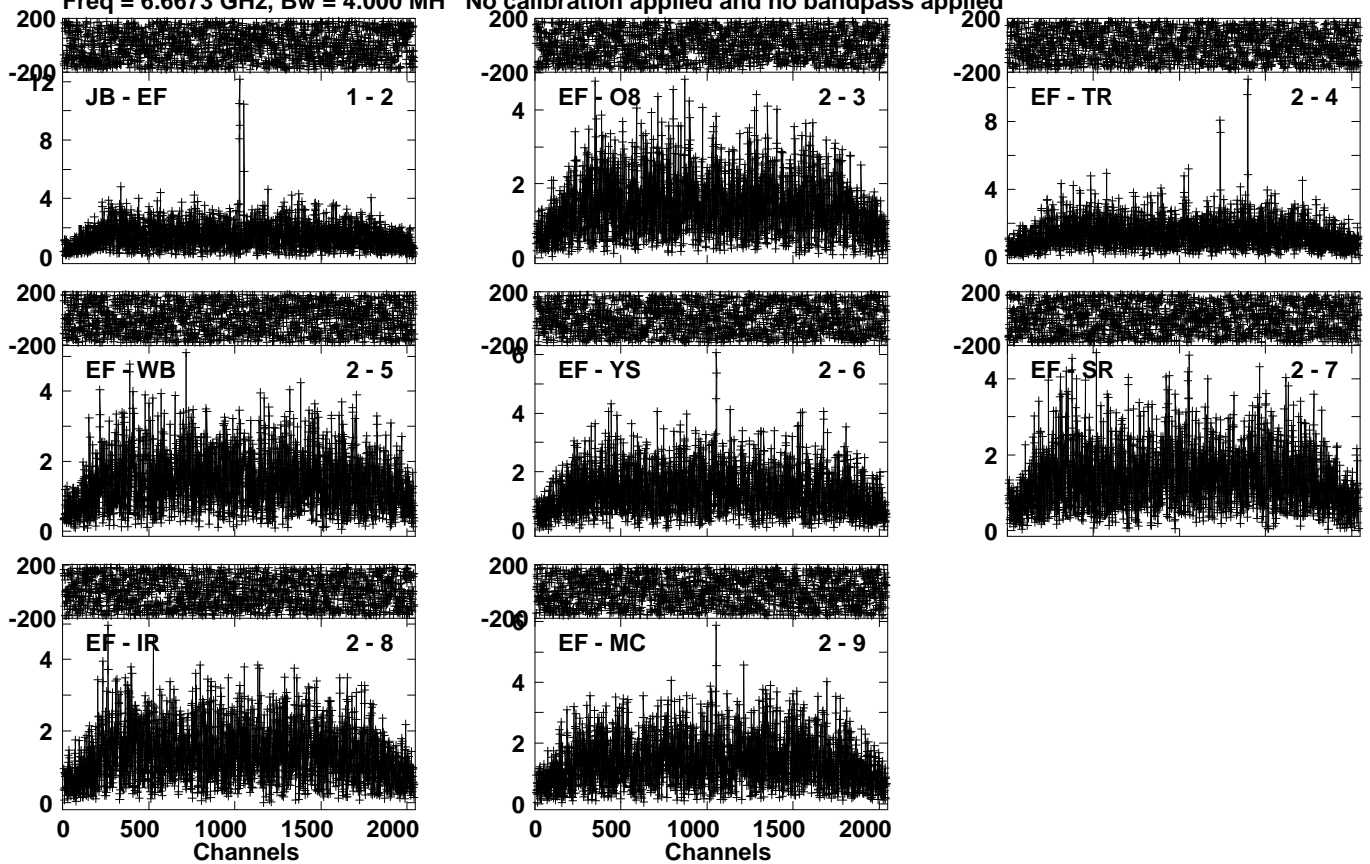 Freq = 6.6673 GHz, Bw = 4.000 MH No calibration applied and no bandpass applied
200 200 200
-200 -200 -200
12
JB - EF 1 - 2 EF - O8 2 - 3 EF - TR 2 - 4
8 4 8
4 2 4
0 0 0
200 200 200
-200 -200 -200
6
EF - WB 2 - 5 EF - YS 2 - 6 EF - SR 2 - 7
4 4 4
2 2 2
0 0 0
200 200
-200 -200
6
EF - IR 2 - 8 EF - MC 2 - 9
4 4
2 2
0 0
0 500 1000 1500 2000 0 500 1000 1500 2000
Channels Channels